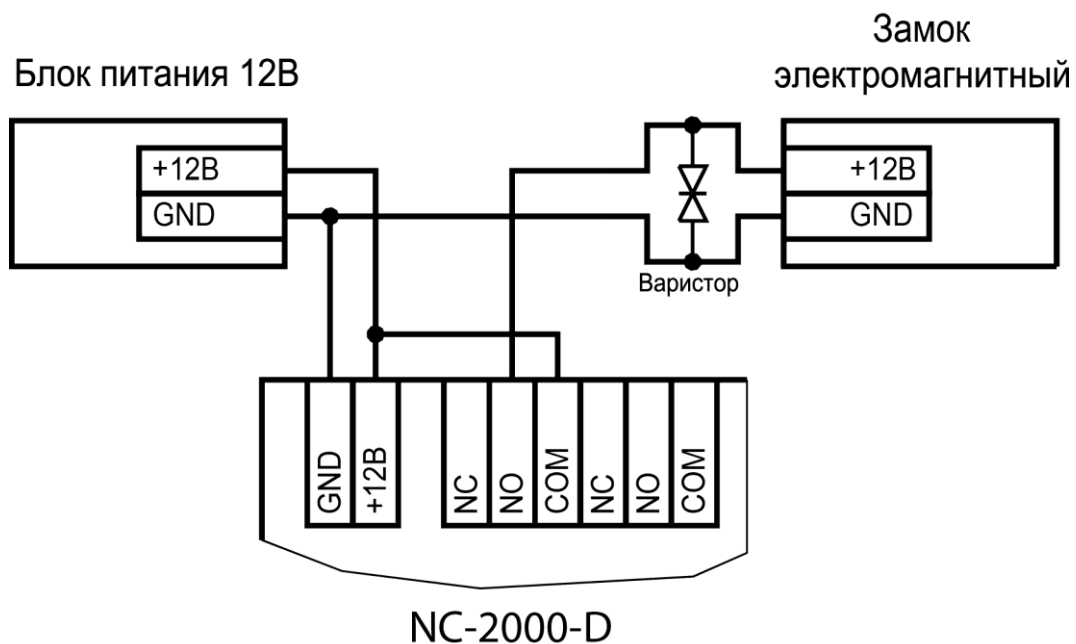 Замок
электромагнитный
Блок питания 12В
+12В
GND
+12В
GND
Варистор
GND
+12В
NC
NO
COM
NC
NO
COM
NC-2000-D